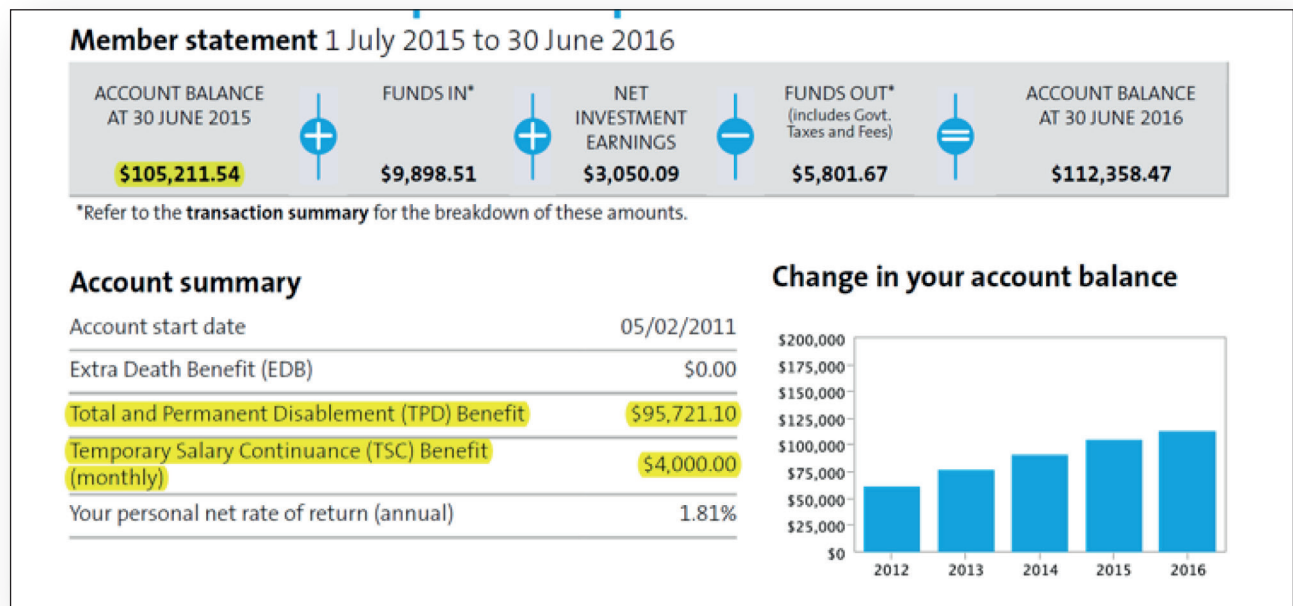 Member statement 1 July 2015 to 30 June 2016
ACCOUNT BALANCE
AT 30 JUNE 2015
$105,211.54
+
FUNDS IN*
$9,898.51
+
NET
INVESTMENT
EARNINGS
$3,050.09
−
FUNDS OUT*
(includes Govt.
Taxes and Fees)
$5,801.67
=
ACCOUNT BALANCE
AT 30 JUNE 2016
$112,358.47
*Refer to the transaction summary for the breakdown of these amounts.
Account summary
Account start date 05/02/2011
Extra Death Benefit (EDB) $0.00
Total and Permanent Disablement (TPD) Benefit $95,721.10
Temporary Salary Continuance (TSC) Benefit
(monthly) $4,000.00
Your personal net rate of return (annual) 1.81%
Change in your account balance
$200,000
$175,000
$150,000
$125,000
$100,000
$75,000
$50,000
$25,000
$0
2012 2013 2014 2015 2016